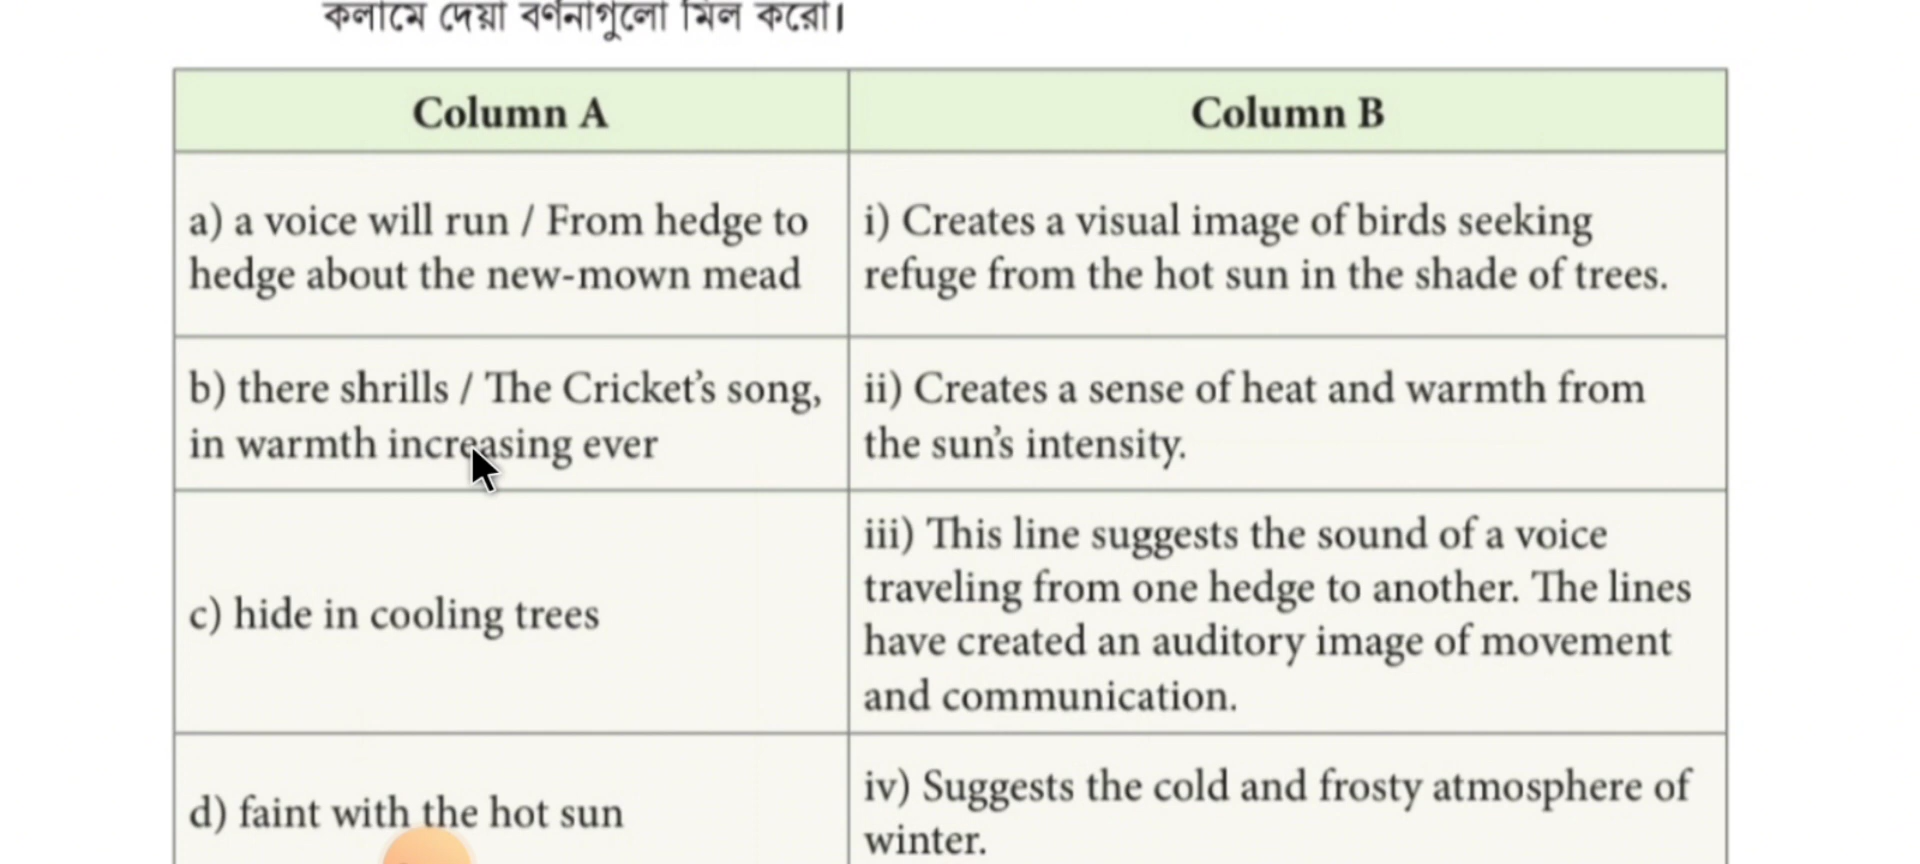 কলামে দেয়া বর্ণনাগুলো মিল করো।
Column A
Column B
a) a voice will run / From hedge to
hedge about the new-mown mead
i) Creates a visual image of birds seeking
refuge from the hot sun in the shade of trees.
b) there shrills / The Cricket’s song,
in warmth increasing ever
ii) Creates a sense of heat and warmth from
the sun’s intensity.
c) hide in cooling trees
iii) This line suggests the sound of a voice
traveling from one hedge to another. The lines
have created an auditory image of movement
and communication.
d) faint with the hot sun
iv) Suggests the cold and frosty atmosphere of
winter.